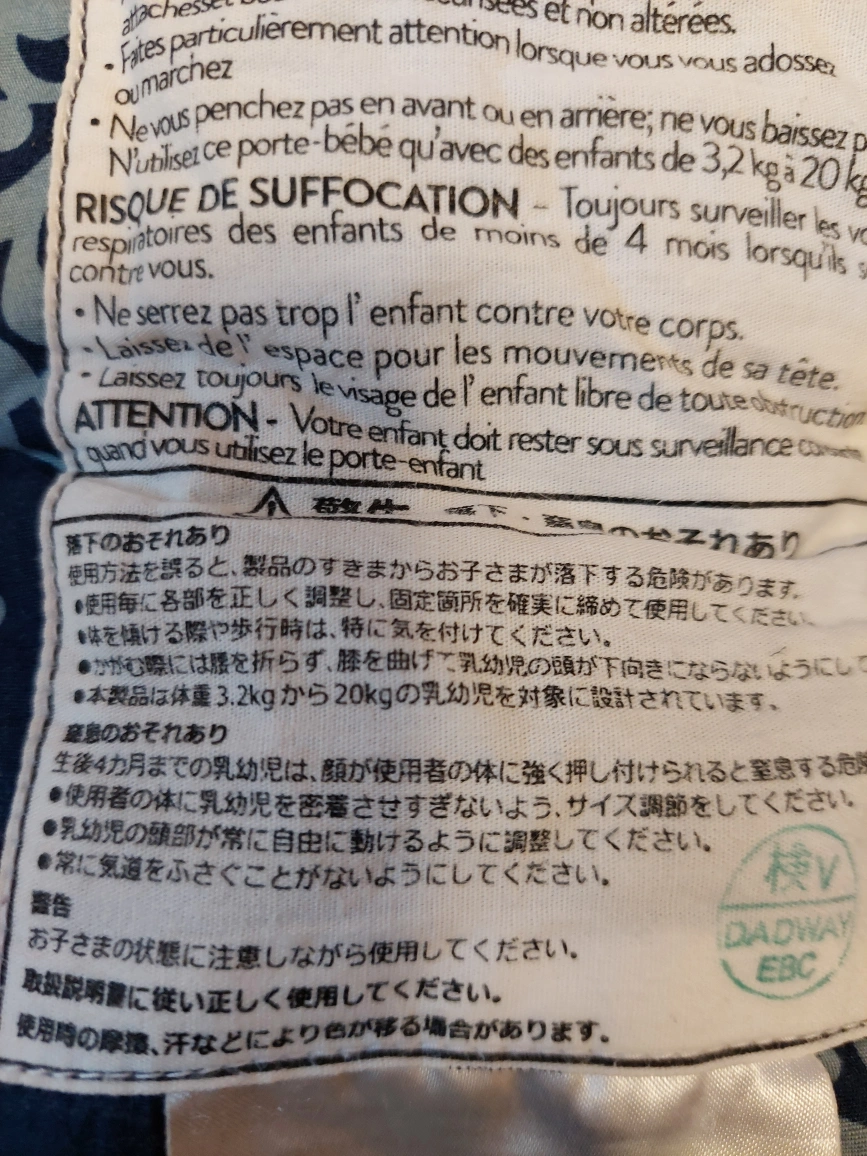 et non altérées.
• Faites particulièrement attention lorsque vous vous adossez
ou marchez
• Ne vous penchez pas en avant ou en arrière; ne vous baissez
N'utilisez ce porte-bébé qu'avec des enfants de 3,2 kg à 20 kg
RISQUE DE SUFFOCATION - Toujours surveiller les
respiratoires des enfants de moins de 4 mois lorsqu'ils
contre vous.
• Ne serrez pas trop l' enfant contre votre corps.
- Laissez de l' espace pour les mouvements de sa tête.
- Laissez toujours le visage de l' enfant libre de toute obstruction
ATTENTION - Votre enfant doit rester sous surveillance
quand vous utilisez le porte-enfant
落下・窒息のおそれあり
落下のおそれあり
使用方法を誤ると、製品のすきまからお子さまが落下する危険があります。
●使用毎に各部を正しく調整し、固定箇所を確実に締めて使用してください。
●体を傾ける際や歩行時は、特に気を付けてください。
●かがむ際には腰を折らず、膝を曲げて乳幼児の頭が下向きにならないようにして
●本製品は体重3.2kgから20kgの乳幼児を対象に設計されています。
窒息のおそれあり
生後4カ月までの乳幼児は、顔が使用者の体に強く押し付けられると窒息する危険
●使用者の体に乳幼児を密着させすぎないよう、サイズ調節をしてください。
●乳幼児の頭部が常に自由に動けるように調整してください。
●常に気道をふさぐことがないようにしてください。
警告
お子さまの状態に注意しながら使用してください。
取扱説明書に従い正しく使用してください。
使用時の摩擦、汗などにより色が移る場合があります。
検V
DADWAY
EBC